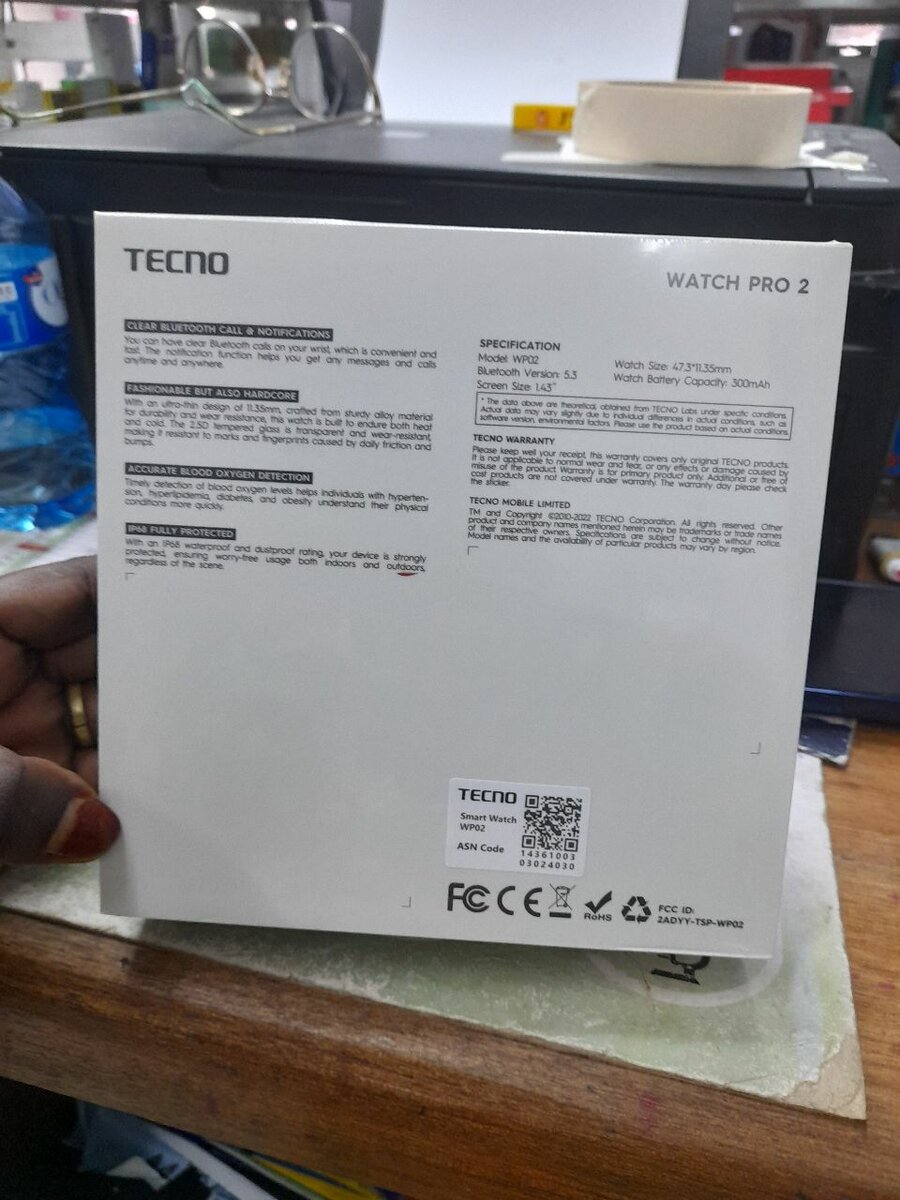 TECNO
WATCH PRO 2
CLEAR BLUETOOTH CALL & NOTIFICATIONS
You can have clear Bluetooth calls on your wrist, which is convenient and
fast. The notification function helps you get any messages and calls
anytime and anywhere.
FASHIONABLE BUT ALSO HARDCORE
With an ultra-thin design of 11.35mm, crafted from sturdy alloy material
for durability and wear resistance, this watch is built to endure both heat
and cold. The 2.5D tempered glass is transparent and wear-resistant,
making it resistant to marks and fingerprints caused by daily friction and
bumps.
ACCURATE BLOOD OXYGEN DETECTION
Timely detection of blood oxygen levels helps individuals with hyperten-
sion, hyperlipidemia, diabetes, and obesity understand their physical
conditions more quickly.
IP68 FULLY PROTECTED
With an IP68 waterproof and dustproof rating, your device is strongly
protected, ensuring worry-free usage both indoors and outdoors,
regardless of the scene.
SPECIFICATION
Model: WP02
Bluetooth Version: 5.3
Screen Size: 1.43"
Watch Size: 47.3*11.35mm
Watch Battery Capacity: 300mAh
* The data above are theoretical, obtained from TECNO Labs under specific conditions.
Actual data may vary slightly due to individual differences in actual conditions, such as
software version, environmental factors. Please use the product based on actual conditions.
TECNO WARRANTY
Please keep well your receipt, this warranty covers only original TECNO products.
It is not applicable to normal wear and tear, or any effects or damage caused by
misuse of the product. Warranty is for primary product only. Additional or free of
cost products are not covered under warranty. The warranty day please check
the sticker.
TECNO MOBILE LIMITED
TM and Copyright ©2010-2022 TECNO Corporation. All rights reserved. Other
product and company names mentioned herein may be trademarks or trade names
of their respective owners. Specifications are subject to change without notice.
Model names and the availability of particular products may vary by region.
TECNO
Smart Watch
WP02
ASN Code
14361003
03024030
FC CE
RoHS
FCC ID:
2ADYY-TSP-WP02